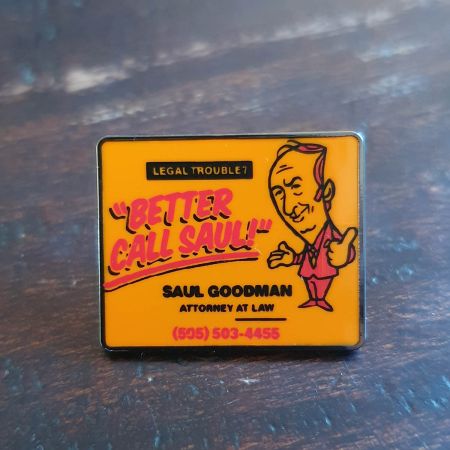 LEGAL TROUBLE?
"BETTER
CALL SAUL!"
SAUL GOODMAN
ATTORNEY AT LAW
(505) 503-4455